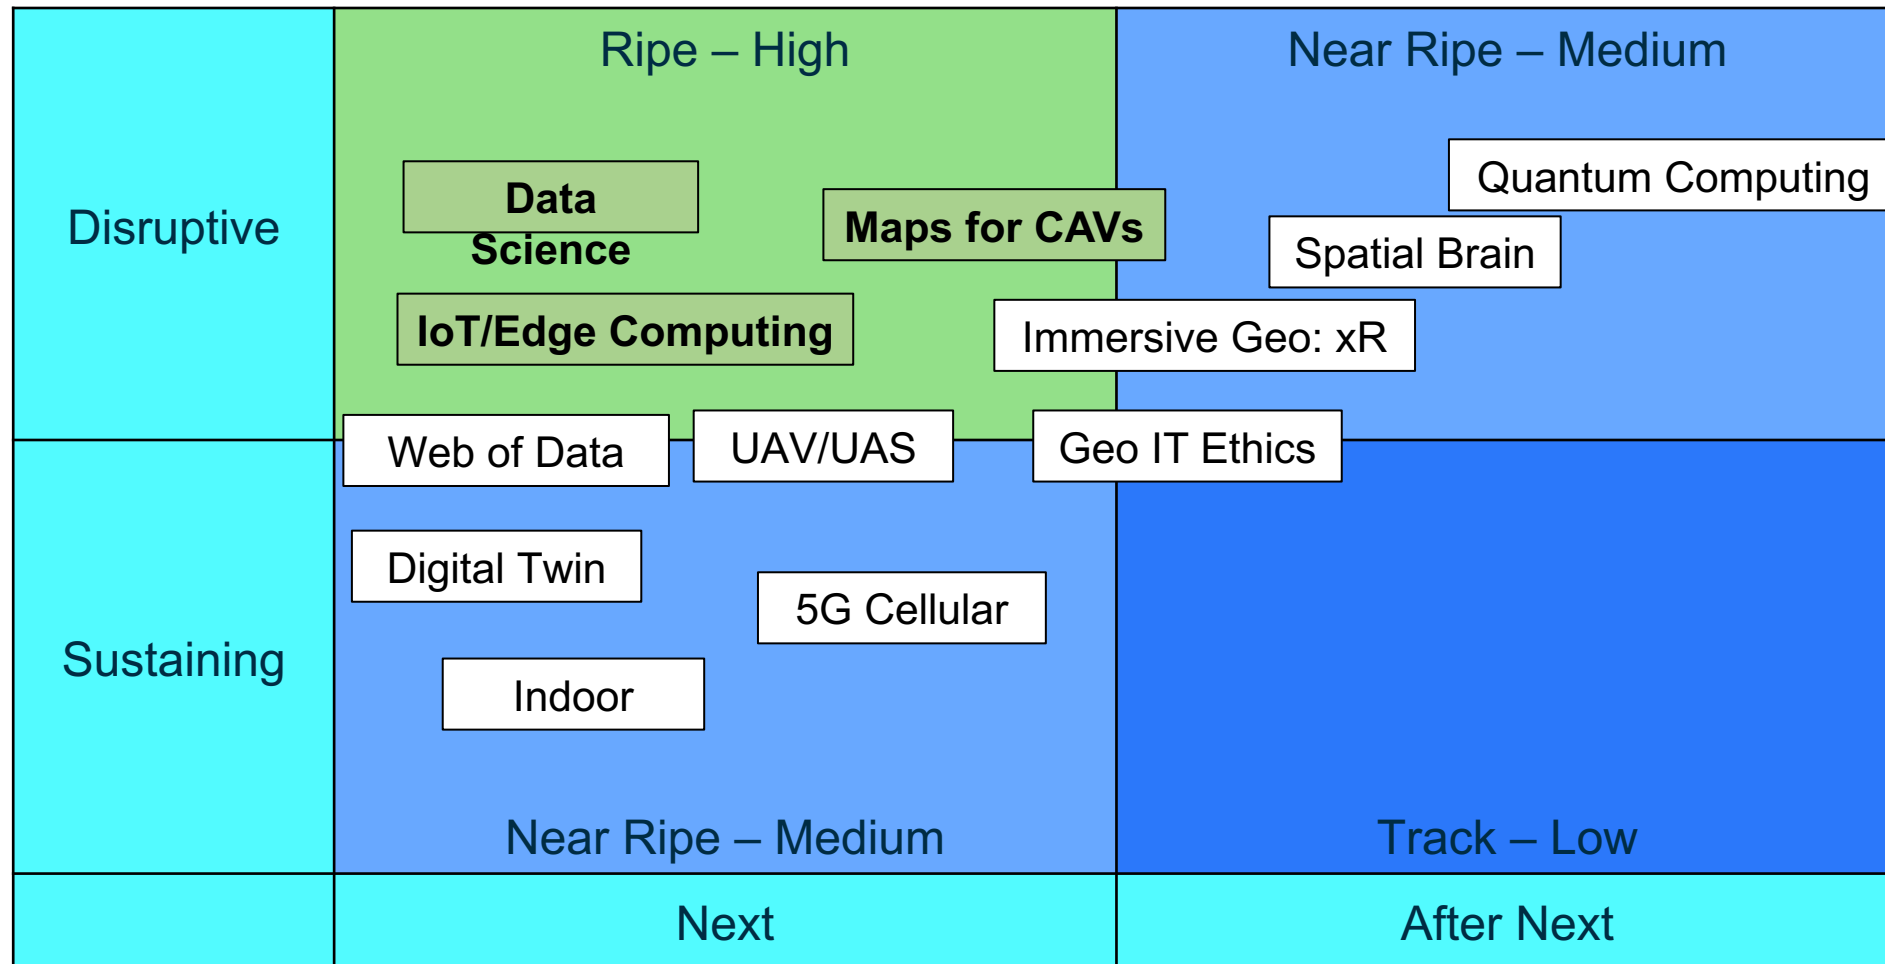 Ripe – High
Near Ripe – Medium
Disruptive
Data
Science
Maps for CAVs
Quantum Computing
Spatial Brain
IoT/Edge Computing
Immersive Geo: xR
Web of Data
UAV/UAS
Geo IT Ethics
Sustaining
Digital Twin
5G Cellular
Indoor
Near Ripe – Medium
Track – Low
Next
After Next